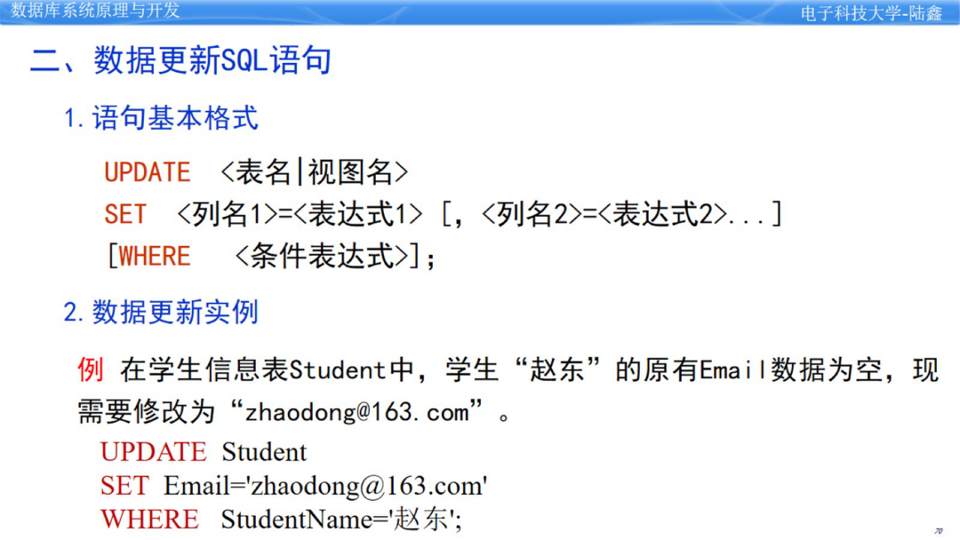 数据库系统原理与开发
电子科技大学-陆鑫
二、数据更新SQL语句
1.语句基本格式
UPDATE <表名|视图名>
SET <列名1>=<表达式1> [, <列名2>=<表达式2>...]
[WHERE <条件表达式>];
2.数据更新实例
例 在学生信息表Student中，学生“赵东”的原有Email数据为空，现
需要修改为“zhaodong@163.com”。
UPDATE Student
SET Email='zhaodong@163.com'
WHERE StudentName='赵东';
70